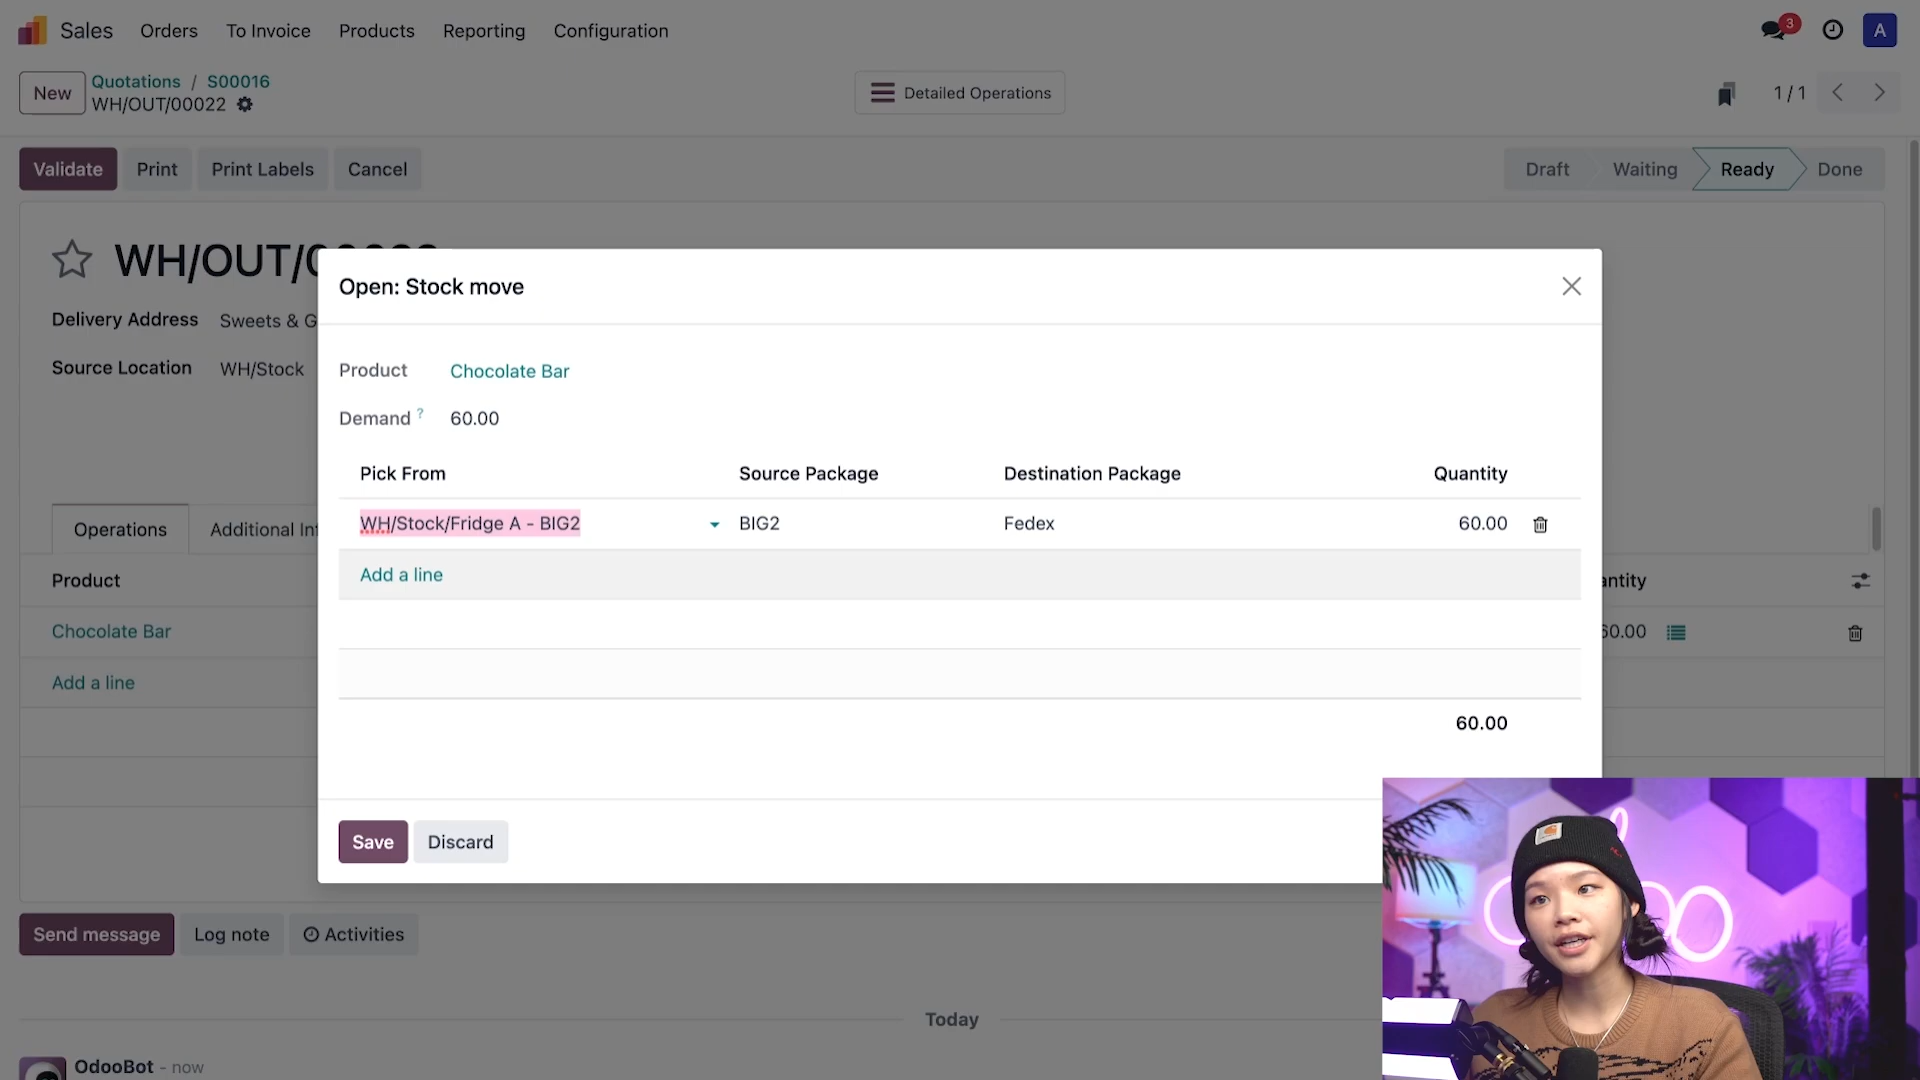 Sales Orders To Invoice Products Reporting Configuration 3 A
New Quotations / S00016
WH/OUT/00022
Detailed Operations
1 / 1
Validate Print Print Labels Cancel
Draft Waiting Ready Done
WH/OUT/
Open: Stock move
Delivery Address Sweets & G
Source Location WH/Stock
Product Chocolate Bar
Demand ? 60.00
Pick From Source Package Destination Package Quantity
WH/Stock/Fridge A - BIG2 BIG2 Fedex 60.00
Add a line
60.00
Save Discard
Operations Additional Inf
Product antity
Chocolate Bar 60.00
Add a line
Send message Log note Activities
Today
OdooBot - now